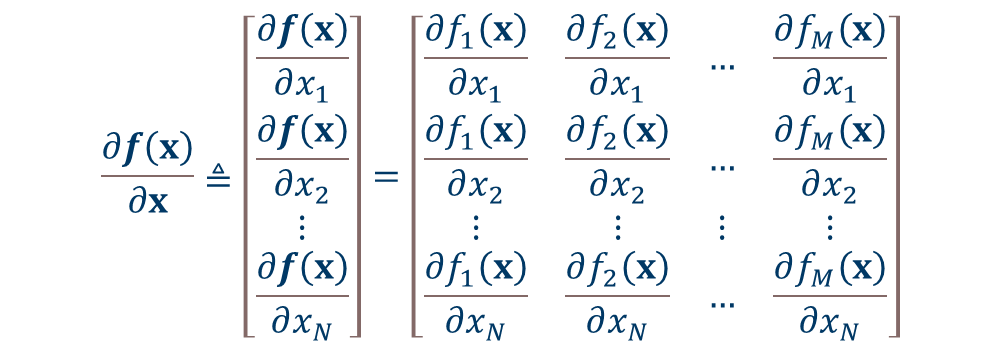 ∂𝒇(𝐱)/∂𝐱 ≜ [∂𝒇(𝐱)/∂x₁ ∂𝒇(𝐱)/∂x₂ ⋮ ∂𝒇(𝐱)/∂x_N] = [∂f₁(𝐱)/∂x₁ ∂f₂(𝐱)/∂x₁ … ∂f_M(𝐱)/∂x₁
∂f₁(𝐱)/∂x₂ ∂f₂(𝐱)/∂x₂ … ∂f_M(𝐱)/∂x₂
⋮ ⋮ ⋮ ⋮
∂f₁(𝐱)/∂x_N ∂f₂(𝐱)/∂x_N … ∂f_M(𝐱)/∂x_N]